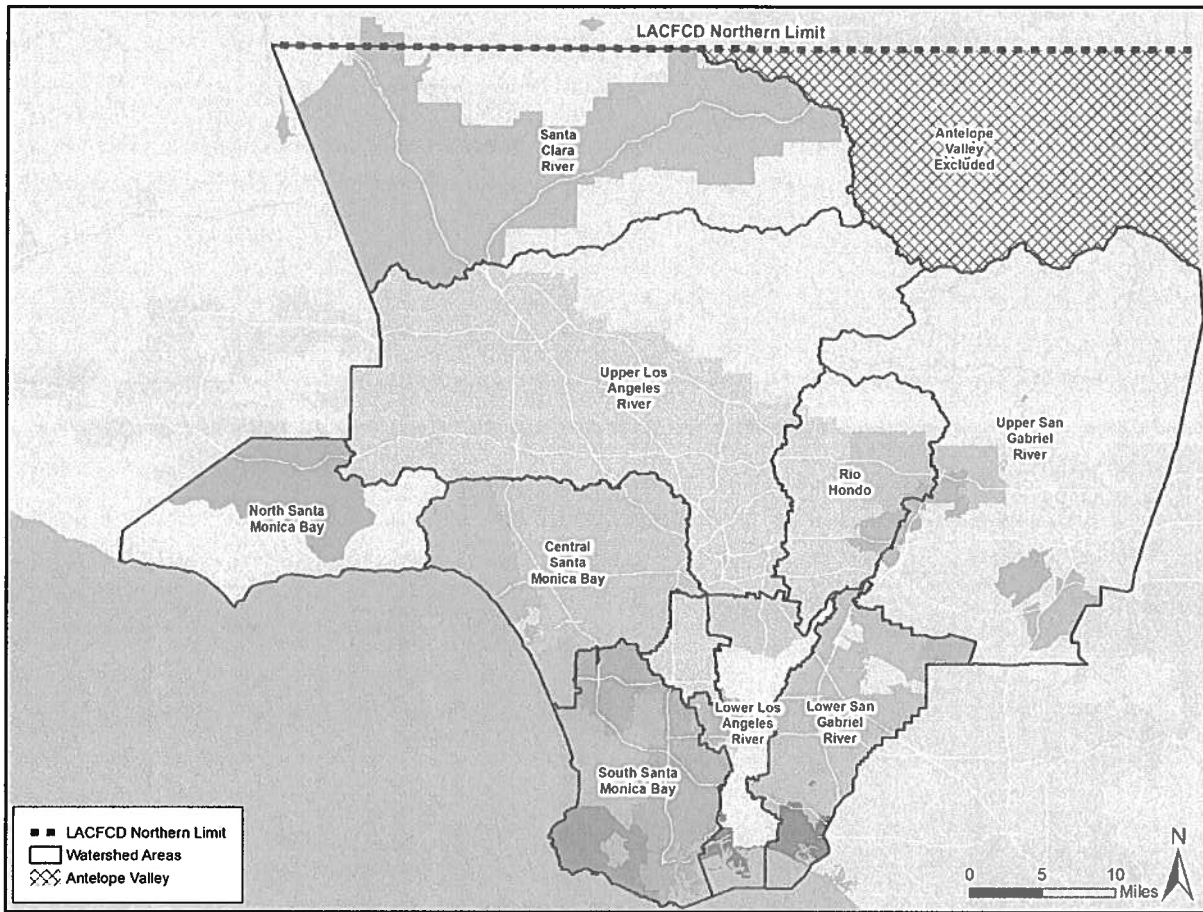 LACFCD Northern Limit
Santa
Clara
River
Antelope
Valley
Excluded
Upper Los
Angeles
River
Upper San
Gabriel
River
Rio
Hondo
North Santa
Monica Bay
Central
Santa
Monica Bay
Lower Los
Angeles
River
Lower San
Gabriel
River
South Santa
Monica Bay
LACFCD Northern Limit
Watershed Areas
Antelope Valley
N
0 5 10
Miles